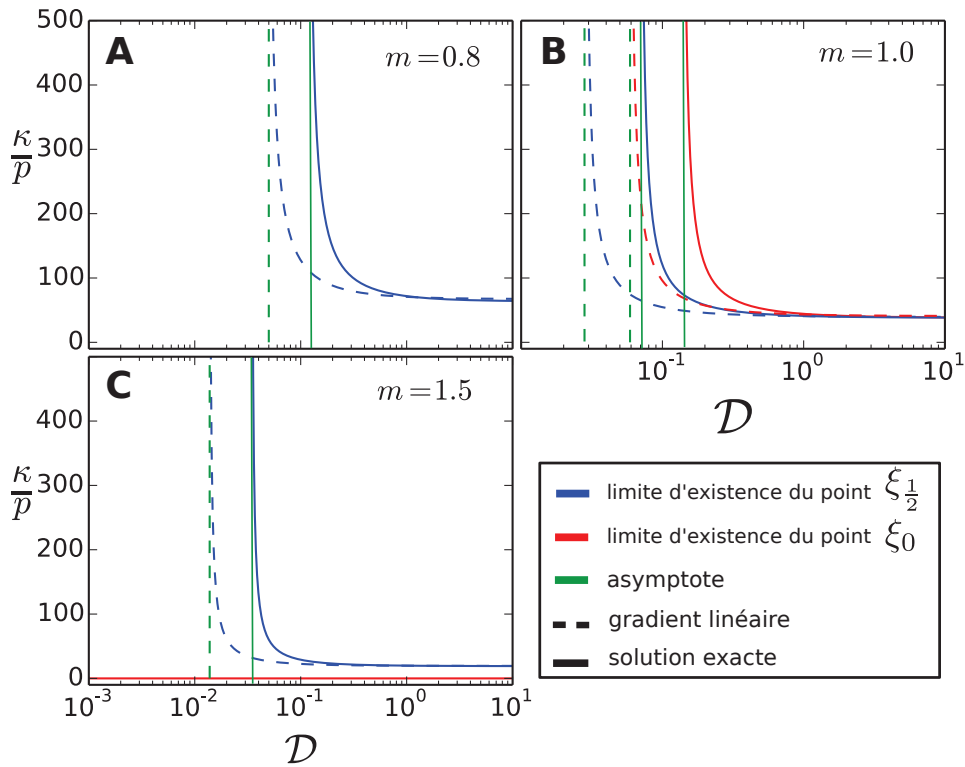 A
m = 0.8
500
400
300
200
100
0
κ/p
B
m = 1.0
10⁻¹ 10⁰ 10¹
𝒟
C
m = 1.5
400
300
200
100
0
κ/p
10⁻³ 10⁻² 10⁻¹ 10⁰ 10¹
𝒟
limite d'existence du point ξ_{1/2}
limite d'existence du point ξ₀
asymptote
gradient linéaire
solution exacte